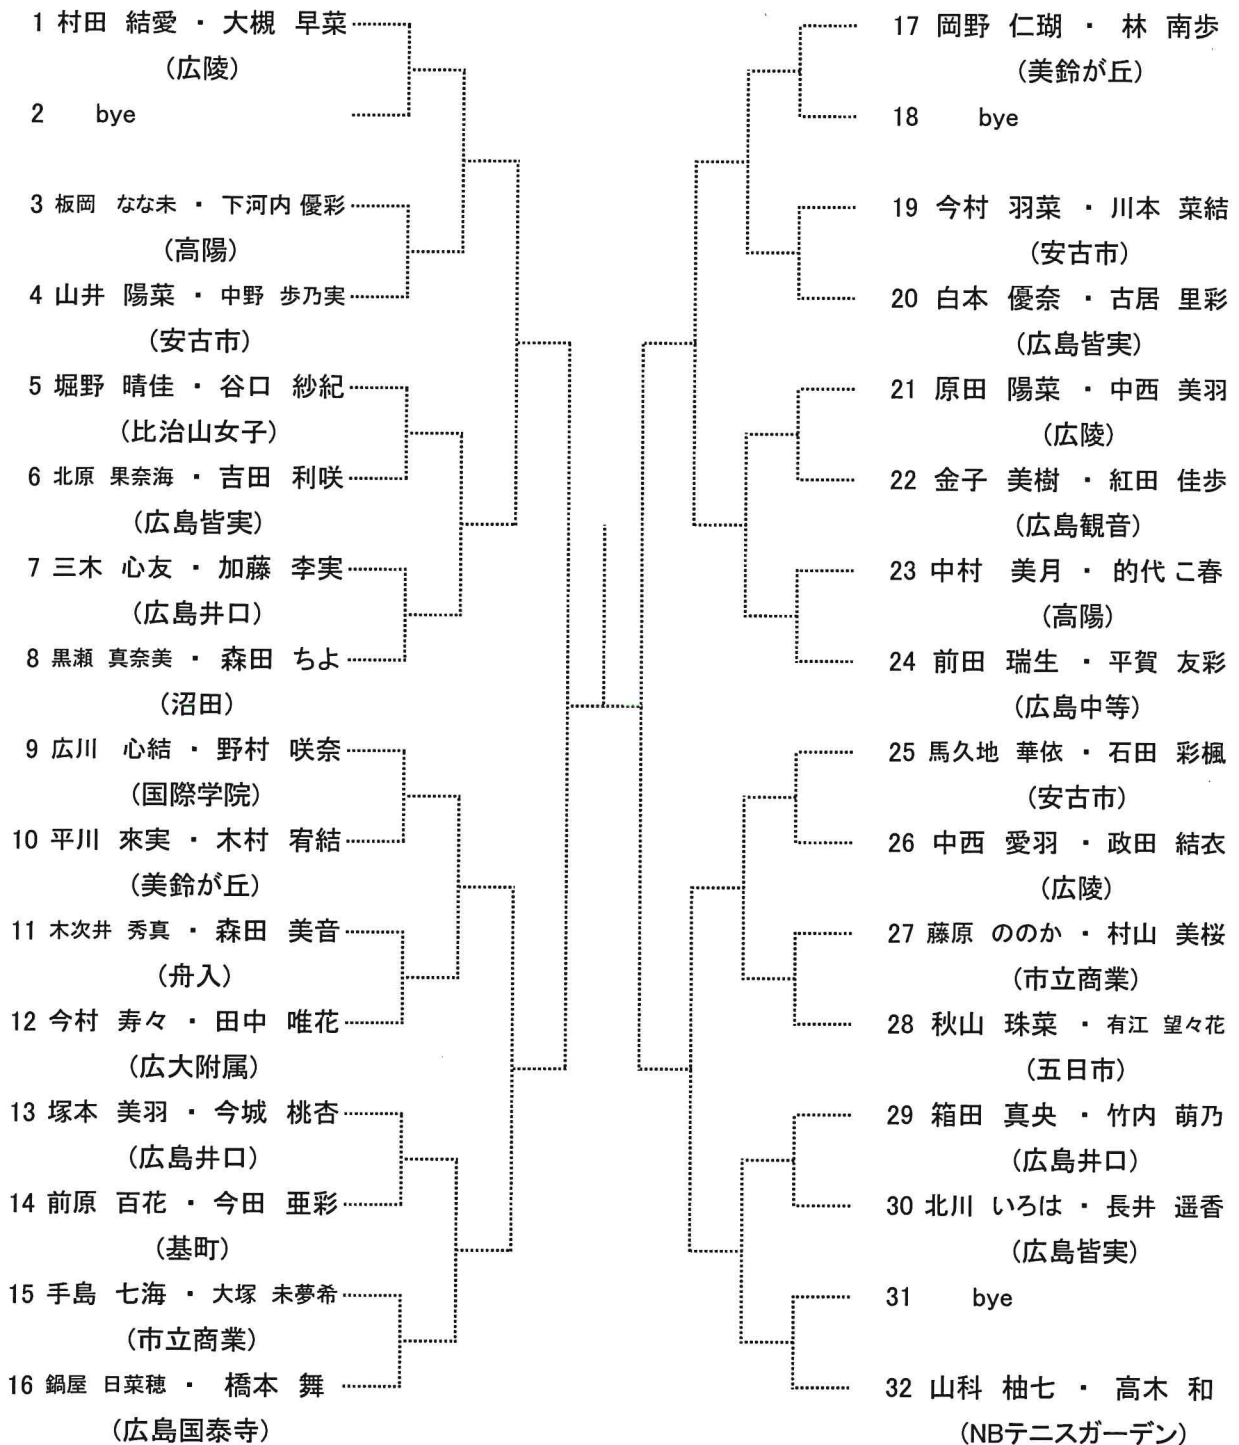 1 村田 結愛 ・ 大槻 早菜
(広陵)
2 bye
3 板岡 なな未 ・ 下河内 優彩
(高陽)
4 山井 陽菜 ・ 中野 歩乃実
(安古市)
5 堀野 晴佳 ・ 谷口 紗紀
(比治山女子)
6 北原 果奈海 ・ 吉田 利咲
(広島皆実)
7 三木 心友 ・ 加藤 李実
(広島井口)
8 黒瀬 真奈美 ・ 森田 ちよ
(沼田)
9 広川 心結 ・ 野村 咲奈
(国際学院)
10 平川 來実 ・ 木村 宥結
(美鈴が丘)
11 木次井 秀真 ・ 森田 美音
(舟入)
12 今村 寿々 ・ 田中 唯花
(広大附属)
13 塚本 美羽 ・ 今城 桃杏
(広島井口)
14 前原 百花 ・ 今田 亜彩
(基町)
15 手島 七海 ・ 大塚 未夢希
(市立商業)
16 鍋屋 日菜穂 ・ 橋本 舞
(広島国泰寺)
17 岡野 仁瑚 ・ 林 南歩
(美鈴が丘)
18 bye
19 今村 羽菜 ・ 川本 菜結
(安古市)
20 白本 優奈 ・ 古居 里彩
(広島皆実)
21 原田 陽菜 ・ 中西 美羽
(広陵)
22 金子 美樹 ・ 紅田 佳歩
(広島観音)
23 中村 美月 ・ 的代 こ春
(高陽)
24 前田 瑞生 ・ 平賀 友彩
(広島中等)
25 馬久地 華依 ・ 石田 彩楓
(安古市)
26 中西 愛羽 ・ 政田 結衣
(広陵)
27 藤原 ののか ・ 村山 美桜
(市立商業)
28 秋山 珠菜 ・ 有江 望々花
(五日市)
29 箱田 真央 ・ 竹内 萌乃
(広島井口)
30 北川 いろは ・ 長井 遥香
(広島皆実)
31 bye
32 山科 柚七 ・ 高木 和
(NBテニスガーデン)